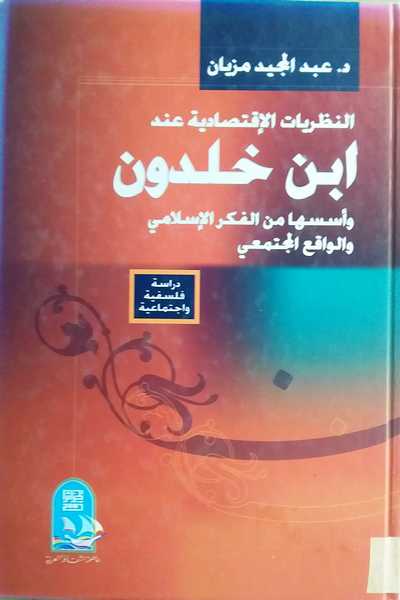 د. عبد المجيد مزيان
النظريات الإقتصادية عند
ابن خلدون
وأسسها من الفكر الإسلامي
والواقع المجتمعي
دراسة
فلسفية
واجتماعية